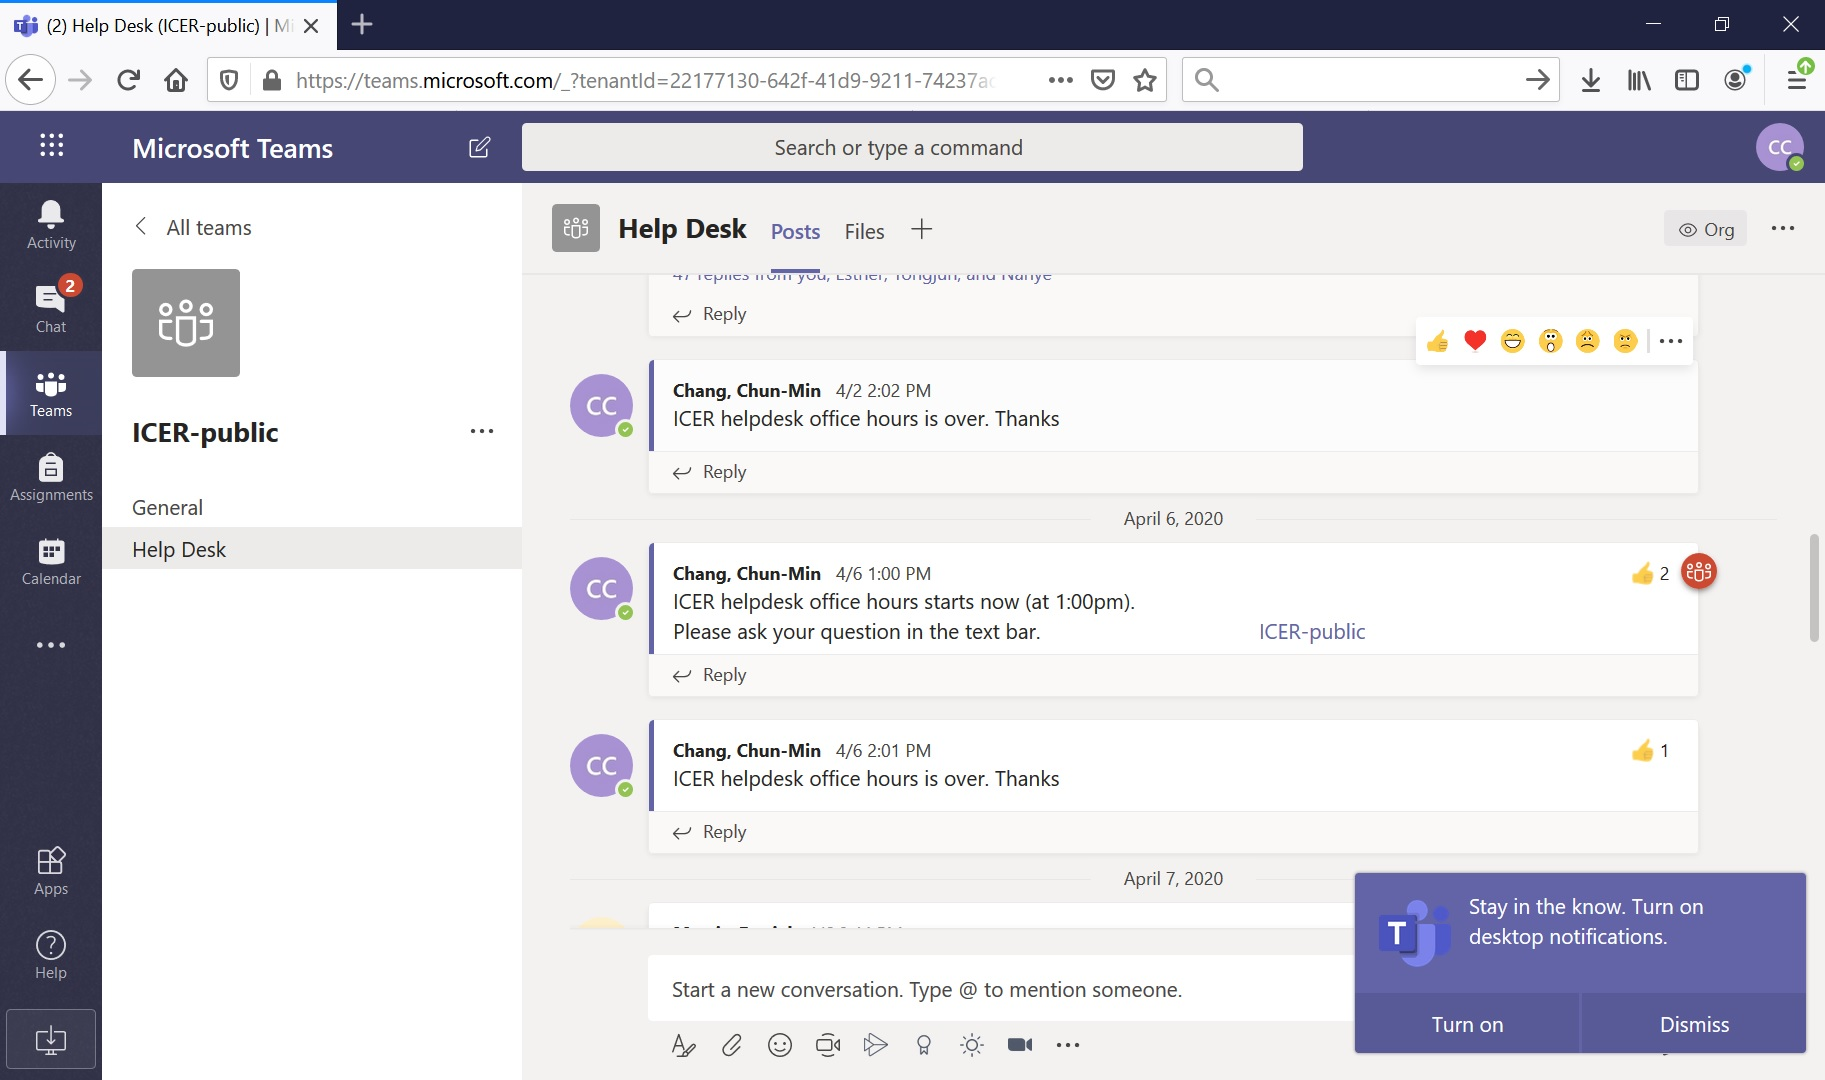 (2) Help Desk (ICER-public) | Mi
https://teams.microsoft.com/_?tenantId=22177130-642f-41d9-9211-74237ac
Microsoft Teams
Search or type a command
CC
Activity
2
Chat
Teams
Assignments
Calendar
Apps
Help
All teams
ICER-public
General
Help Desk
Help Desk
Posts
Files
Org
47 replies from you, Esther, Yongjun, and Nanye
Reply
CC
Chang, Chun-Min 4/2 2:02 PM
ICER helpdesk office hours is over. Thanks
Reply
April 6, 2020
CC
Chang, Chun-Min 4/6 1:00 PM
2
ICER helpdesk office hours starts now (at 1:00pm).
Please ask your question in the text bar. ICER-public
Reply
CC
Chang, Chun-Min 4/6 2:01 PM
1
ICER helpdesk office hours is over. Thanks
Reply
April 7, 2020
Start a new conversation. Type @ to mention someone.
T
Stay in the know. Turn on
desktop notifications.
Turn on
Dismiss